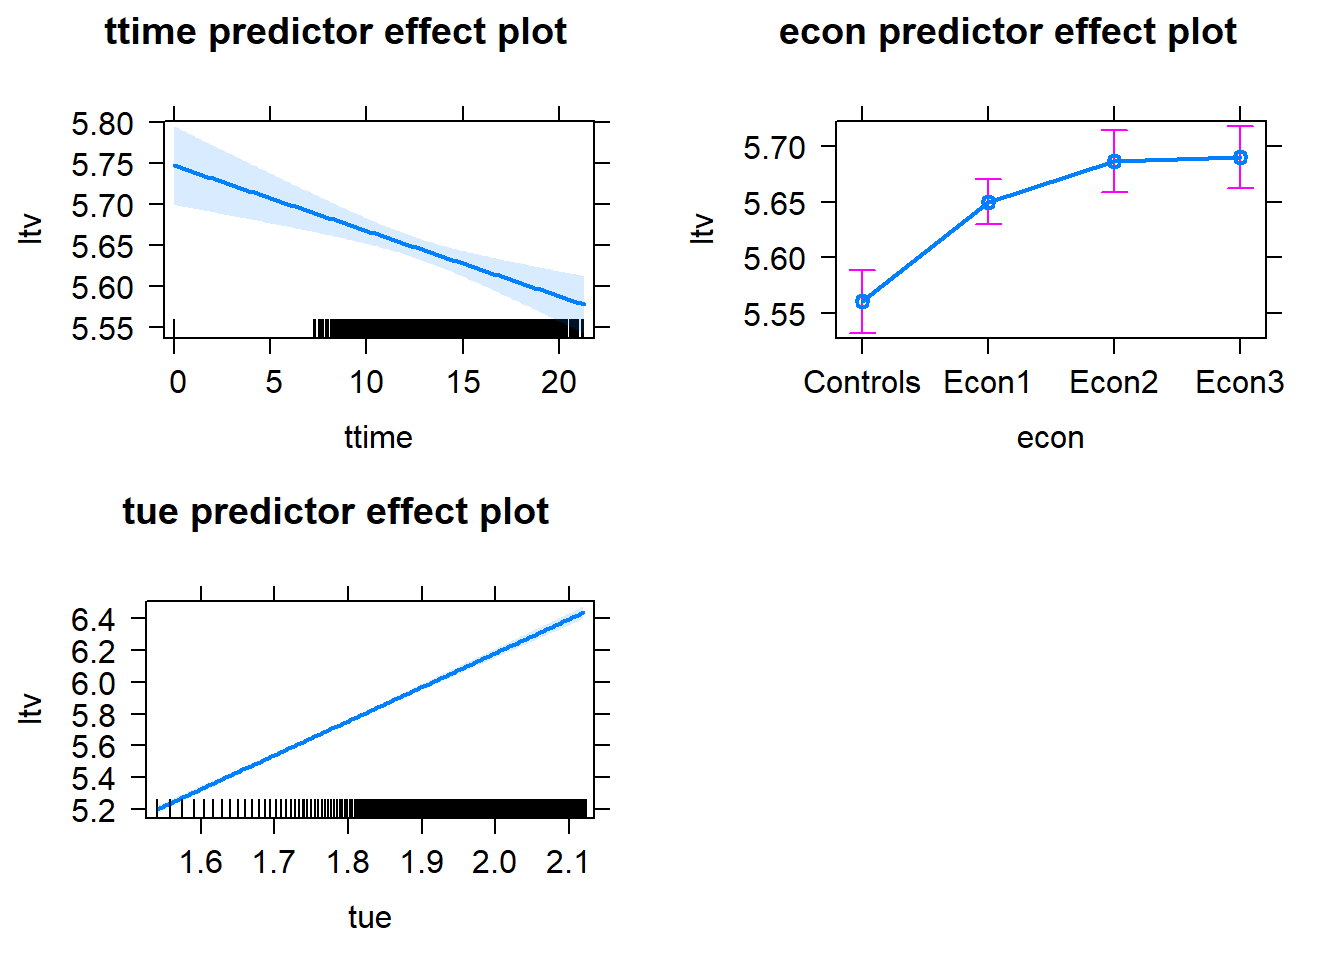 ttime predictor effect plot
5.80
5.75
5.70
5.65
5.60
5.55
ltv
0 5 10 15 20
ttime
econ predictor effect plot
5.70
5.65
5.60
5.55
ltv
Controls Econ1 Econ2 Econ3
econ
tue predictor effect plot
6.4
6.2
6.0
5.8
5.6
5.4
5.2
ltv
1.6 1.7 1.8 1.9 2.0 2.1
tue